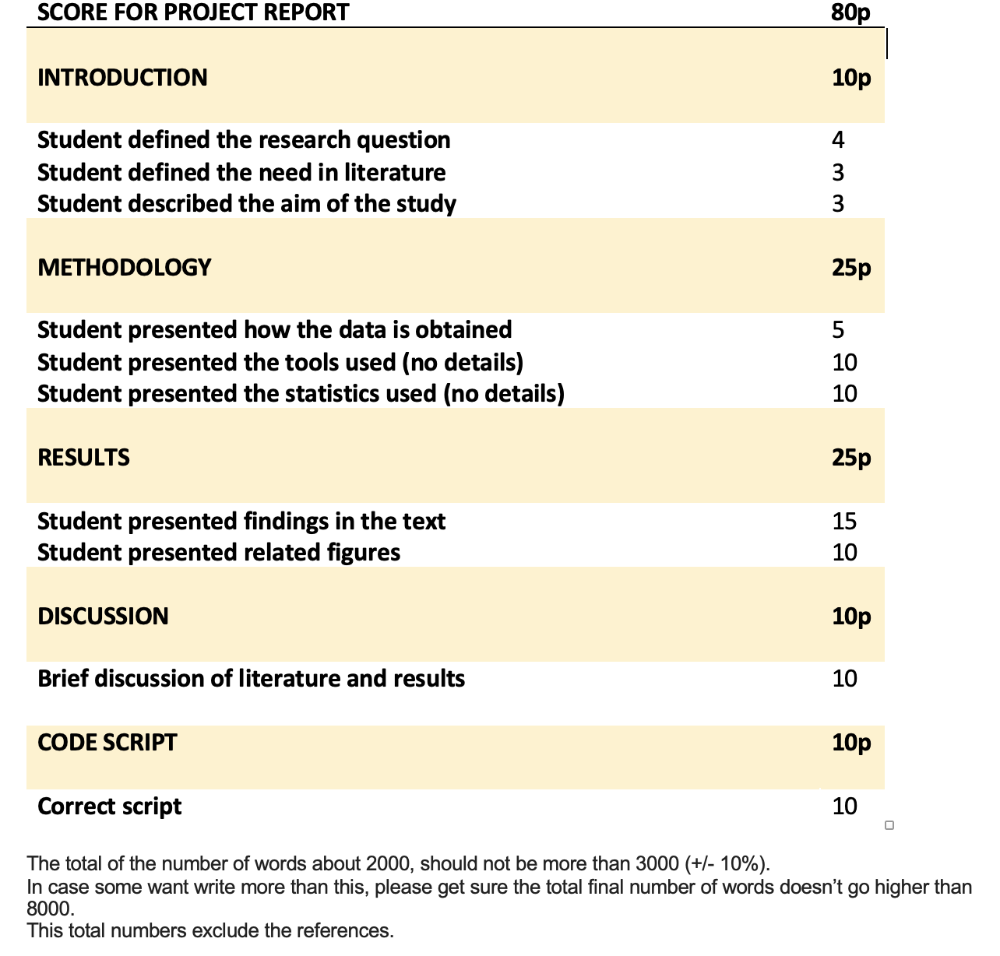 SCORE FOR PROJECT REPORT 80p
INTRODUCTION 10p
Student defined the research question 4
Student defined the need in literature 3
Student described the aim of the study 3
METHODOLOGY 25p
Student presented how the data is obtained 5
Student presented the tools used (no details) 10
Student presented the statistics used (no details) 10
RESULTS 25p
Student presented findings in the text 15
Student presented related figures 10
DISCUSSION 10p
Brief discussion of literature and results 10
CODE SCRIPT 10p
Correct script 10
The total of the number of words about 2000, should not be more than 3000 (+/- 10%).
In case some want write more than this, please get sure the total final number of words doesn’t go higher than
8000.
This total numbers exclude the references.